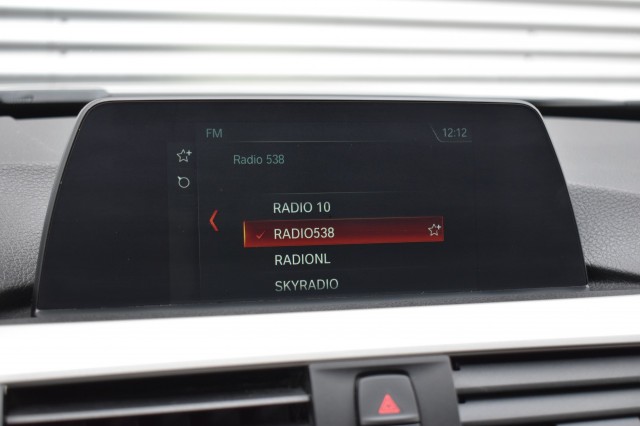 FM 12:12
Radio 538
RADIO 10
RADIO538
RADIONL
SKYRADIO